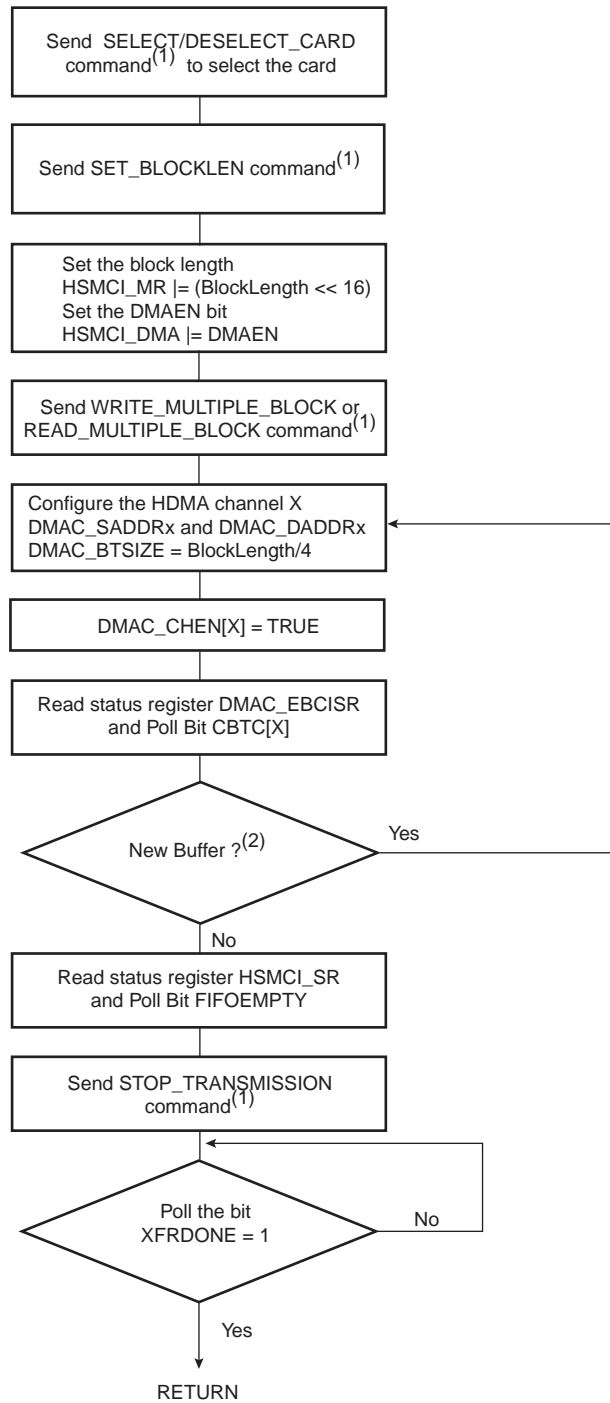 Send SELECT/DESELECT_CARD
command(1) to select the card
Send SET_BLOCKLEN command(1)
Set the block length
HSMCI_MR |= (BlockLength << 16)
Set the DMAEN bit
HSMCI_DMA |= DMAEN
Send WRITE_MULTIPLE_BLOCK or
READ_MULTIPLE_BLOCK command(1)
Configure the HDMA channel X
DMAC_SADDRx and DMAC_DADDRx
DMAC_BTSIZE = BlockLength/4
DMAC_CHEN[X] = TRUE
Read status register DMAC_EBCISR
and Poll Bit CBTC[X]
New Buffer ?(2)
Yes
No
Read status register HSMCI_SR
and Poll Bit FIFOEMPTY
Send STOP_TRANSMISSION
command(1)
Poll the bit
XFRDONE = 1
No
Yes
RETURN